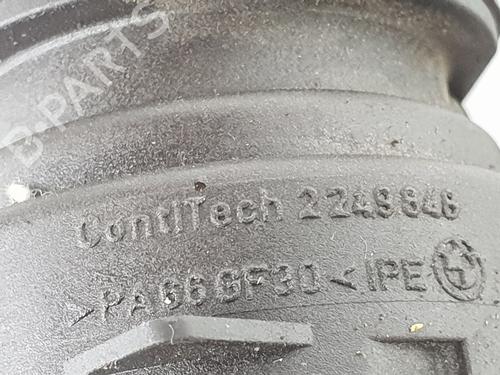 B-PARTS
ContiTech 2249846
>PA66GF30< IPE